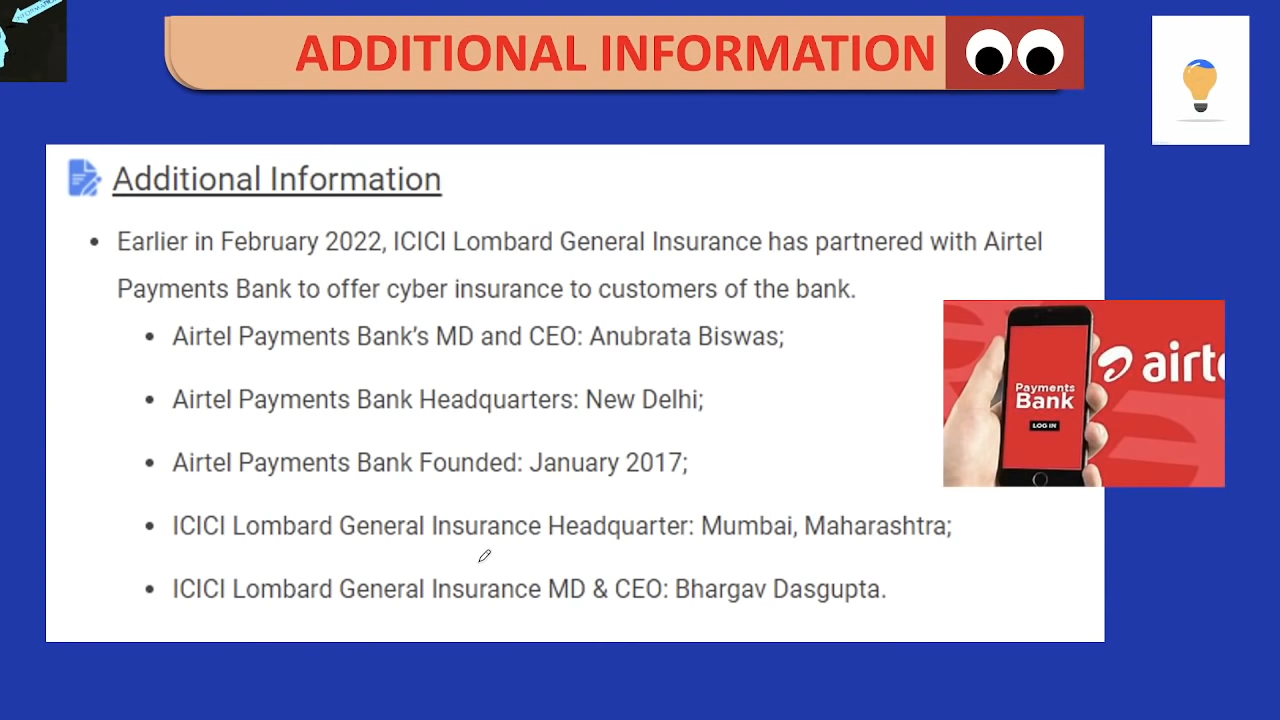 ADDITIONAL INFORMATION
Additional Information
• Earlier in February 2022, ICICI Lombard General Insurance has partnered with Airtel
Payments Bank to offer cyber insurance to customers of the bank.
• Airtel Payments Bank's MD and CEO: Anubrata Biswas;
• Airtel Payments Bank Headquarters: New Delhi;
• Airtel Payments Bank Founded: January 2017;
• ICICI Lombard General Insurance Headquarter: Mumbai, Maharashtra;
• ICICI Lombard General Insurance MD & CEO: Bhargav Dasgupta.
airte
Payments
Bank
LOG IN